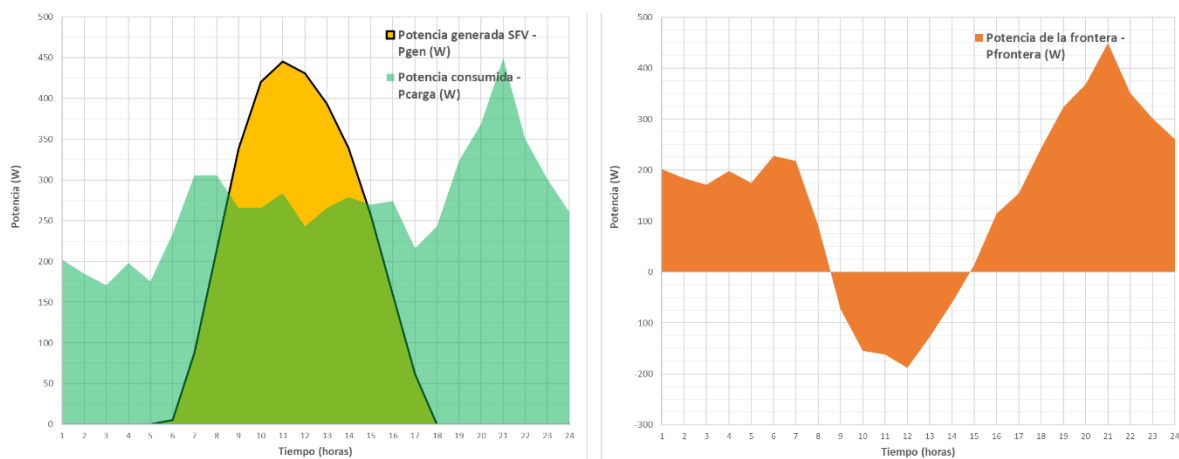 500
450
400
350
300
250
200
150
100
50
0
Potencia (W)
Potencia generada SFV -
Pgen (W)
Potencia consumida -
Pcarga (W)
1 2 3 4 5 6 7 8 9 10 11 12 13 14 15 16 17 18 19 20 21 22 23 24
Tiempo (horas)
500
400
300
200
100
0
-100
-200
-300
Potencia (W)
Potencia de la frontera -
Pfrontera (W)
1 2 3 4 5 6 7 8 9 10 11 12 13 14 15 16 17 18 19 20 21 22 23 24
Tiempo (horas)